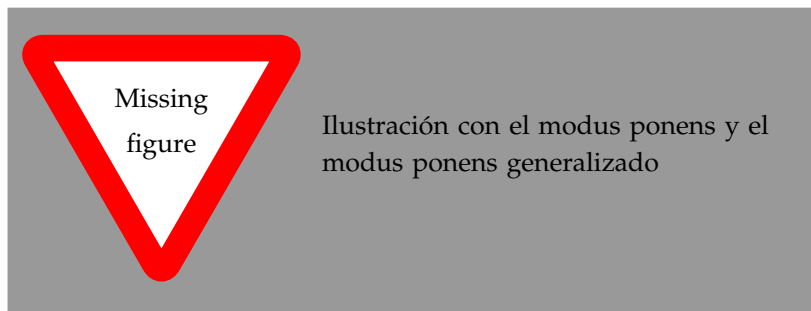 Missing
figure
Ilustración con el modus ponens y el
modus ponens generalizado